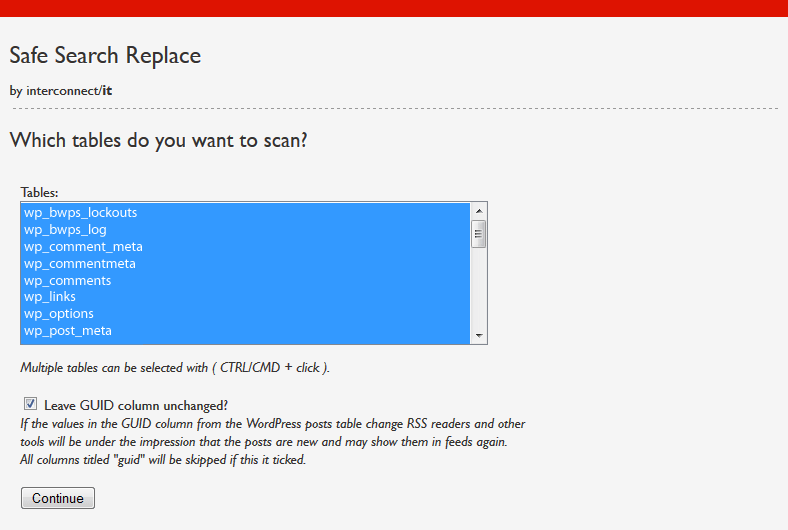 Safe Search Replace
by interconnect/it
Which tables do you want to scan?
Tables:
wp_bwps_lockouts
wp_bwps_log
wp_comment_meta
wp_commentmeta
wp_comments
wp_links
wp_options
wp_post_meta
Multiple tables can be selected with ( CTRL/CMD + click ).
Leave GUID column unchanged?
If the values in the GUID column from the WordPress posts table change RSS readers and other
tools will be under the impression that the posts are new and may show them in feeds again.
All columns titled "guid" will be skipped if this it ticked.
Continue